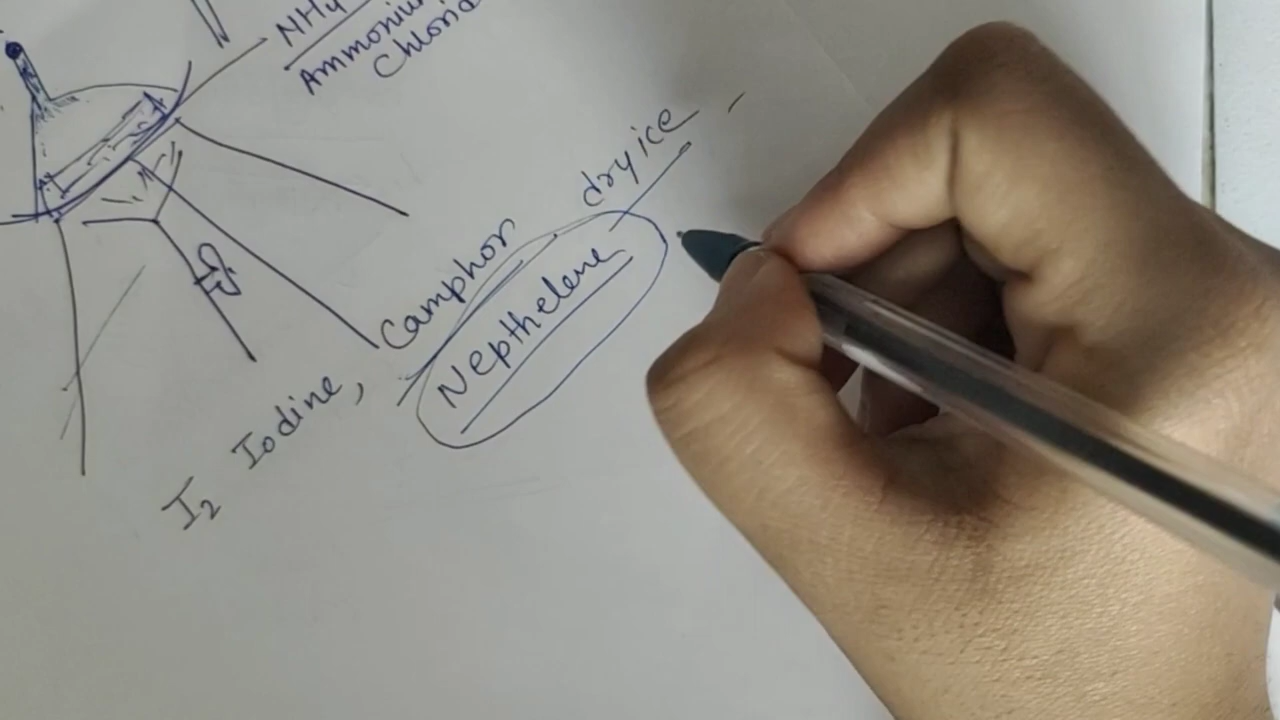 NH4
Ammonium
Chlorid
dry ice
Camphor,
Nepthelene
I2 Iodine,